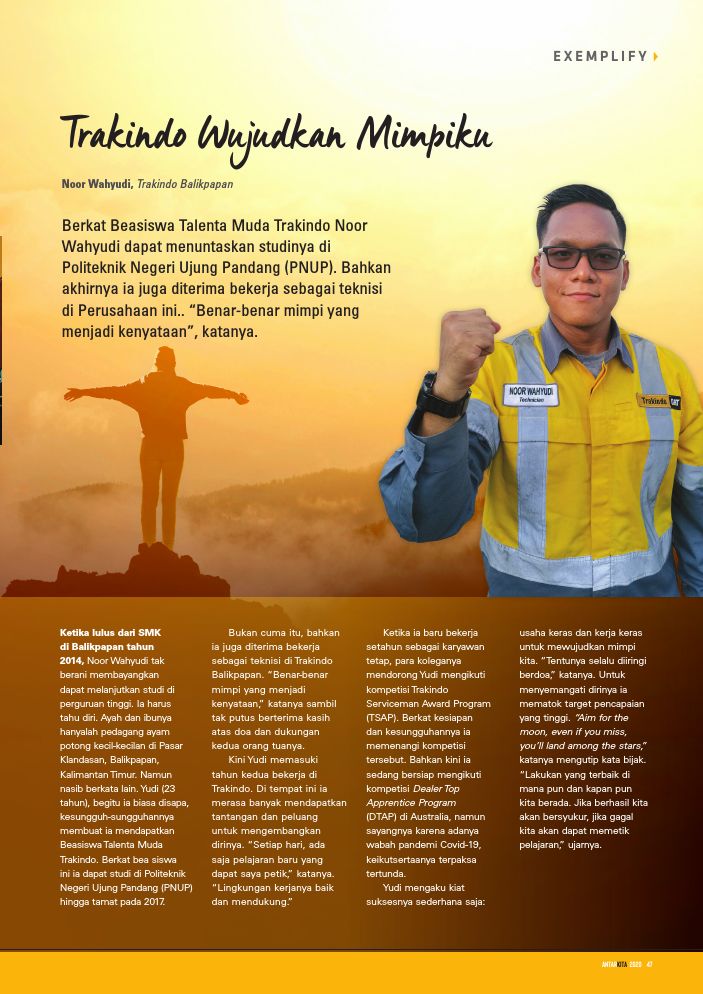 EXEMPLIFY
Trakindo Wujudkan Mimpiku
Noor Wahyudi, Trakindo Balikpapan
Berkat Beasiswa Talenta Muda Trakindo Noor
Wahyudi dapat menuntaskan studinya di
Politeknik Negeri Ujung Pandang (PNUP). Bahkan
akhirnya ia juga diterima bekerja sebagai teknisi
di Perusahaan ini.. “Benar-benar mimpi yang
menjadi kenyataan”, katanya.
NOOR WAHYUDI
Technician
Trakindo CAT
Ketika lulus dari SMK
di Balikpapan tahun
2014, Noor Wahyudi tak
berani membayangkan
dapat melanjutkan studi di
perguruan tinggi. Ia harus
tahu diri. Ayah dan ibunya
hanyalah pedagang ayam
potong kecil-kecilan di Pasar
Klandasan, Balikpapan,
Kalimantan Timur. Namun
nasib berkata lain. Yudi (23
tahun), begitu ia biasa disapa,
kesungguh-sungguhannya
membuat ia mendapatkan
Beasiswa Talenta Muda
Trakindo. Berkat bea siswa
ini ia dapat studi di Politeknik
Negeri Ujung Pandang (PNUP)
hingga tamat pada 2017.
Bukan cuma itu, bahkan
ia juga diterima bekerja
sebagai teknisi di Trakindo
Balikpapan. “Benar-benar
mimpi yang menjadi
kenyataan,” katanya sambil
tak putus berterima kasih
atas doa dan dukungan
kedua orang tuanya.
Kini Yudi memasuki
tahun kedua bekerja di
Trakindo. Di tempat ini ia
merasa banyak mendapatkan
tantangan dan peluang
untuk mengembangkan
dirinya. “Setiap hari, ada
saja pelajaran baru yang
dapat saya petik,” katanya.
“Lingkungan kerjanya baik
dan mendukung.”
Ketika ia baru bekerja
setahun sebagai karyawan
tetap, para koleganya
mendorong Yudi mengikuti
kompetisi Trakindo
Serviceman Award Program
(TSAP). Berkat kesiapan
dan kesungguhannya ia
memenangi kompetisi
tersebut. Bahkan kini ia
sedang bersiap mengikuti
kompetisi Dealer Top
Apprentice Program
(DTAP) di Australia, namun
sayangnya karena adanya
wabah pandemi Covid-19,
keikutsertaanya terpaksa
tertunda.
Yudi mengaku kiat
suksesnya sederhana saja:
usaha keras dan kerja keras
untuk mewujudkan mimpi
kita. “Tentunya selalu diiringi
berdoa,” katanya. Untuk
menyemangati dirinya ia
mematok target pencapaian
yang tinggi. “Aim for the
moon, even if you miss,
you’ll land among the stars,”
katanya mengutip kata bijak.
“Lakukan yang terbaik di
mana pun dan kapan pun
kita berada. Jika berhasil kita
akan bersyukur, jika gagal
kita akan dapat memetik
pelajaran,” ujarnya.
ANTARKITA 2020 47